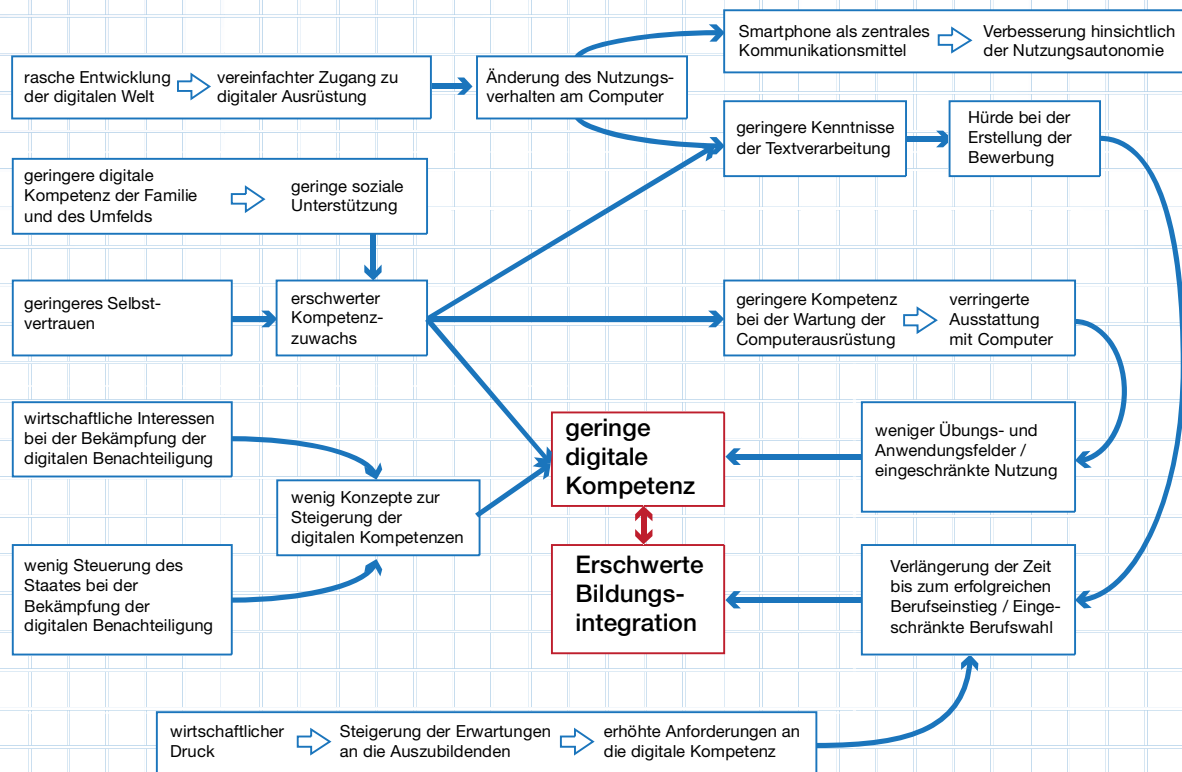 Smartphone als zentrales
Kommunikationsmittel
Verbesserung hinsichtlich
der Nutzungsautonomie
rasche Entwicklung
der digitalen Welt
vereinfachter Zugang zu
digitaler Ausrüstung
Änderung des Nutzungs-
verhalten am Computer
geringere Kenntnisse
der Textverarbeitung
Hürde bei der
Erstellung der
Bewerbung
geringere digitale
Kompetenz der Familie
und des Umfelds
geringe soziale
Unterstützung
geringeres Selbst-
vertrauen
erschwerter
Kompetenz-
zuwachs
geringere Kompetenz
bei der Wartung der
Computerausrüstung
verringerte
Ausstattung
mit Computer
wirtschaftliche Interessen
bei der Bekämpfung der
digitalen Benachteiligung
wenig Konzepte zur
Steigerung der
digitalen Kompetenzen
geringe
digitale
Kompetenz
weniger Übungs- und
Anwendungsfelder /
eingeschränkte Nutzung
wenig Steuerung des
Staates bei der
Bekämpfung der
digitalen Benachteiligung
Erschwerte
Bildungs-
integration
Verlängerung der Zeit
bis zum erfolgreichen
Berufseinstieg / Einge-
schränkte Berufswahl
wirtschaftlicher
Druck
Steigerung der Erwartungen
an die Auszubildenden
erhöhte Anforderungen an
die digitale Kompetenz